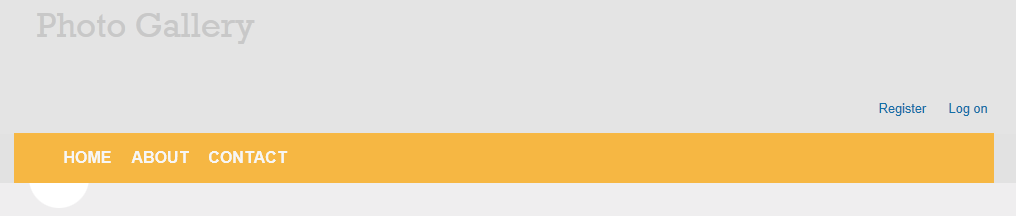 Photo Gallery
Register Log on
HOME ABOUT CONTACT